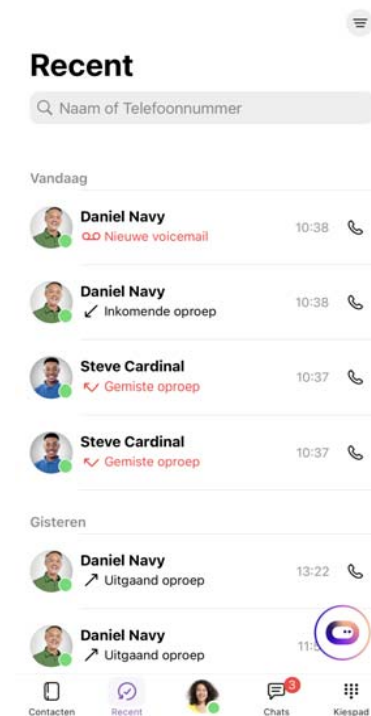 Recent
Naam of Telefoonnummer
Vandaag
Daniel Navy
Nieuwe voicemail
10:38
Daniel Navy
Inkomende oproep
10:38
Steve Cardinal
Gemiste oproep
10:37
Steve Cardinal
Gemiste oproep
10:37
Gisteren
Daniel Navy
Uitgaand oproep
13:22
Daniel Navy
Uitgaand oproep
3
Contacten
Recent
Chats
Kiespad